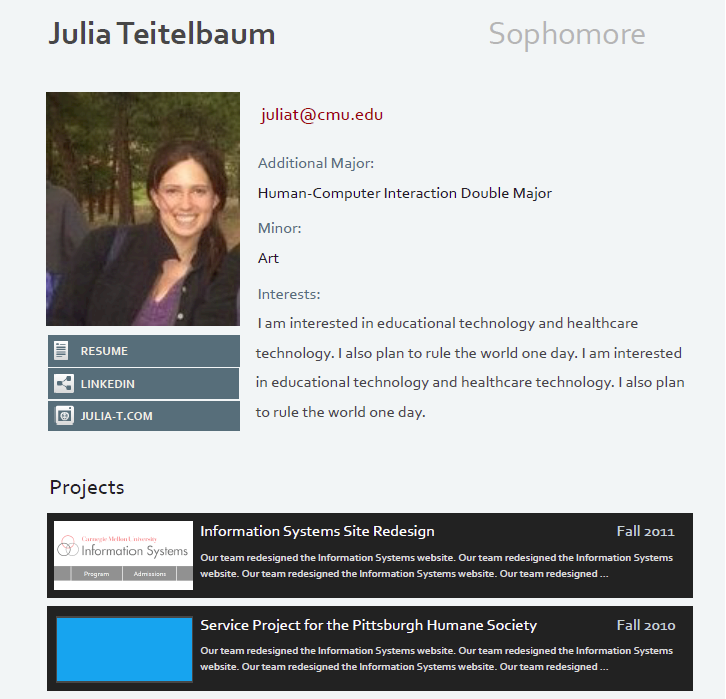 Julia Teitelbaum
Sophomore
juliat@cmu.edu
Additional Major:
Human-Computer Interaction Double Major
Minor:
Art
Interests:
I am interested in educational technology and healthcare
technology. I also plan to rule the world one day. I am interested
in educational technology and healthcare technology. I also plan
to rule the world one day.
RESUME
LINKEDIN
JULIA-T.COM
Projects
Carnegie Mellon University
Information Systems
Program
Admissions
Information Systems Site Redesign
Fall 2011
Our team redesigned the Information Systems website. Our team redesigned the Information Systems
website. Our team redesigned the Information Systems website. Our team redesigned ...
Service Project for the Pittsburgh Humane Society
Fall 2010
Our team redesigned the Information Systems website. Our team redesigned the Information Systems
website. Our team redesigned the Information Systems website. Our team redesigned ...